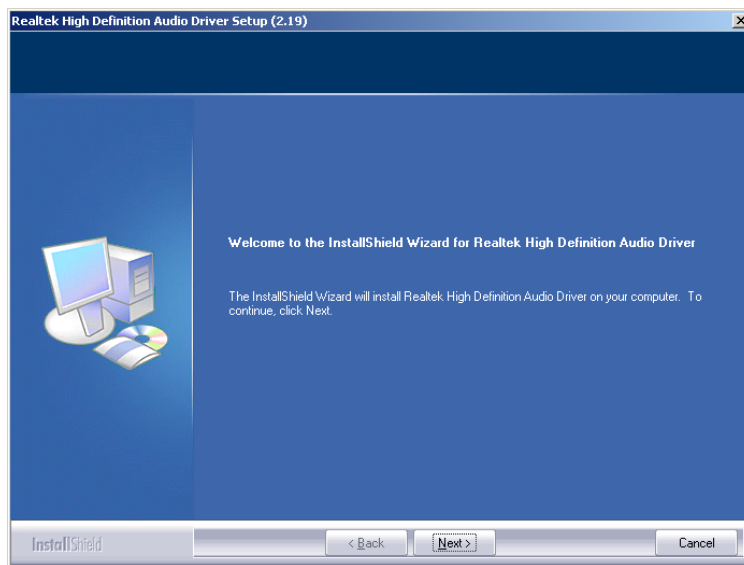 Realtek High Definition Audio Driver Setup (2.19)
Welcome to the InstallShield Wizard for Realtek High Definition Audio Driver
The InstallShield Wizard will install Realtek High Definition Audio Driver on your computer. To
continue, click Next.
InstallShield
< Back
Next >
Cancel